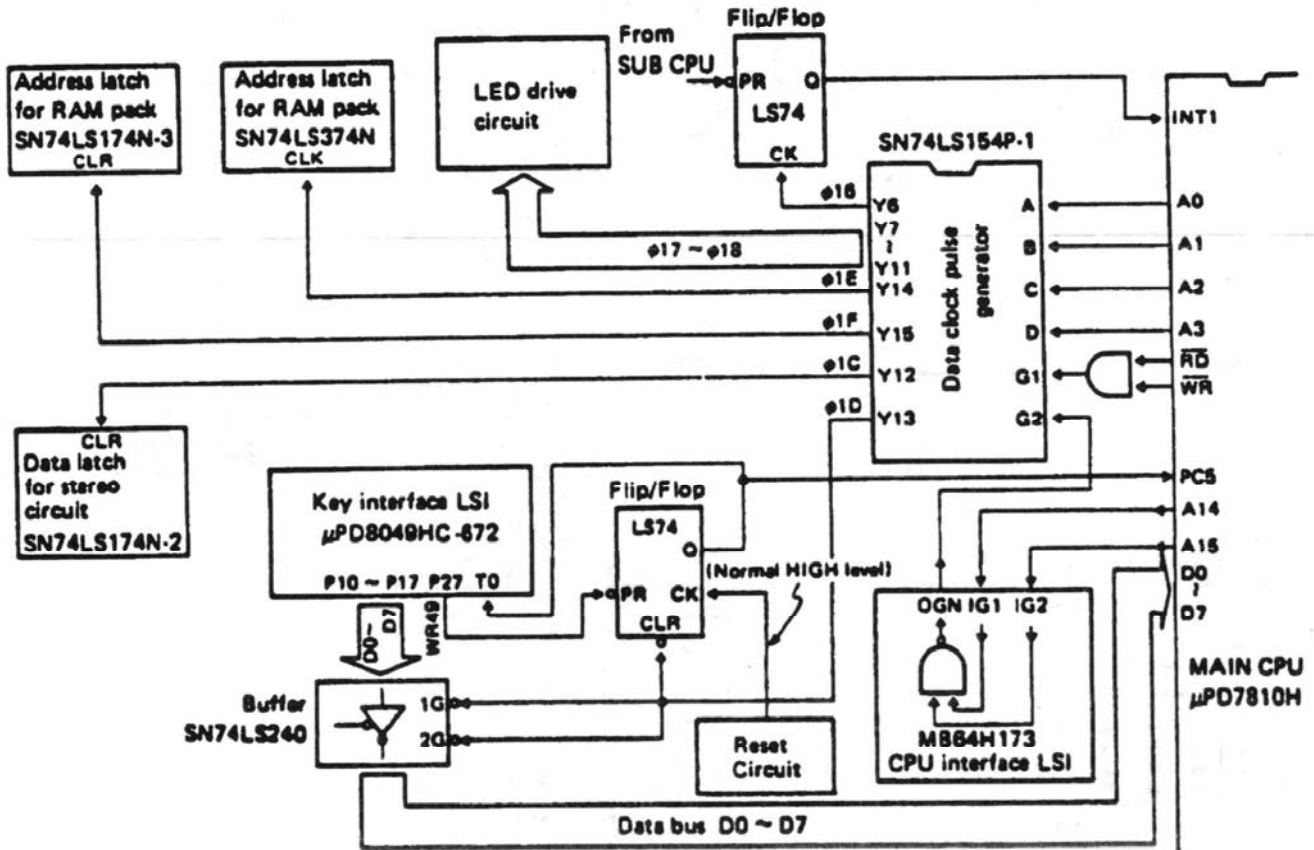 Flip/Flop
From
SUB CPU
PR
Q
LS74
CK
Address latch
for RAM pack
SN74LS174N-3
CLR
Address latch
for RAM pack
SN74LS374N
CLK
LED drive
circuit
INT1
SN74LS154P-1
Data clock pulse
generator
φ16
Y6
Y7
~
Y11
φ17 ~ φ18
φ1E
Y14
φ1F
Y15
φ1C
Y12
φ1D
Y13
A
B
C
D
G1
G2
A0
A1
A2
A3
RD
WR
PC5
A14
A15
D0
~
D7
MAIN CPU
μPD7810H
CLR
Data latch
for stereo
circuit
SN74LS174N-2
Key interface LSI
μPD8049HC-672
P10 ~ P17 P27 T0
D0~
D7
WR49
Flip/Flop
LS74
Q
PR
CK
CLR
(Normal HIGH level)
OGN IG1 IG2
MB64H173
CPU interface LSI
Buffer
SN74LS240
1G
2G
Reset
Circuit
Data bus D0 ~ D7